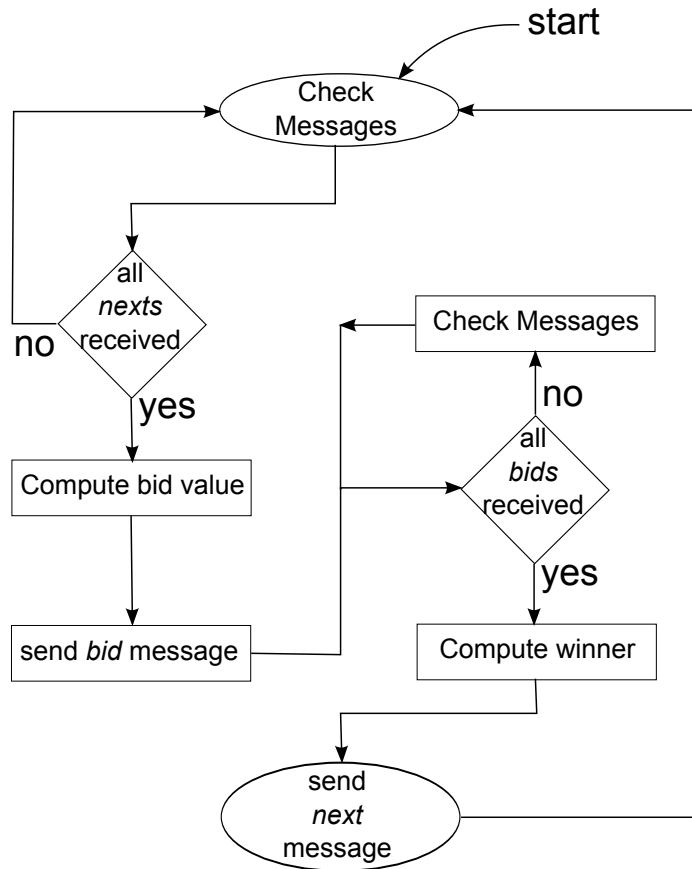 start
Check
Messages
all
nexts
received
no
yes
Compute bid value
send bid message
Check Messages
no
all
bids
received
yes
Compute winner
send
next
message